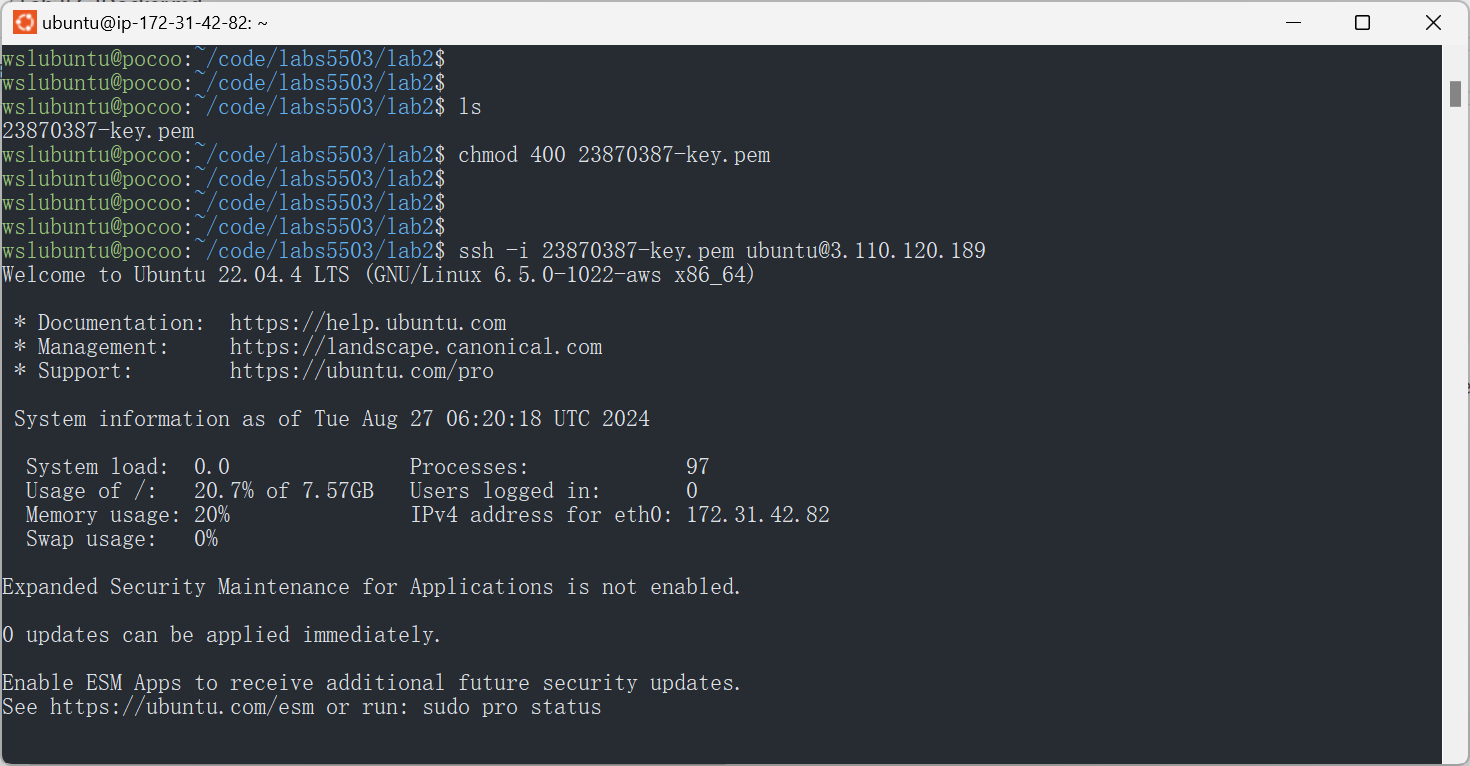 ubuntu@ip-172-31-42-82: ~
wslubuntu@pocoo:~/code/labs5503/lab2$
wslubuntu@pocoo:~/code/labs5503/lab2$
wslubuntu@pocoo:~/code/labs5503/lab2$ ls
23870387-key.pem
wslubuntu@pocoo:~/code/labs5503/lab2$ chmod 400 23870387-key.pem
wslubuntu@pocoo:~/code/labs5503/lab2$
wslubuntu@pocoo:~/code/labs5503/lab2$
wslubuntu@pocoo:~/code/labs5503/lab2$
wslubuntu@pocoo:~/code/labs5503/lab2$ ssh -i 23870387-key.pem ubuntu@3.110.120.189
Welcome to Ubuntu 22.04.4 LTS (GNU/Linux 6.5.0-1022-aws x86_64)
* Documentation:  https://help.ubuntu.com
* Management:     https://landscape.canonical.com
* Support:        https://ubuntu.com/pro
System information as of Tue Aug 27 06:20:18 UTC 2024
System load:  0.0               Processes:             97
Usage of /:   20.7% of 7.57GB   Users logged in:       0
Memory usage: 20%               IPv4 address for eth0: 172.31.42.82
Swap usage:   0%
Expanded Security Maintenance for Applications is not enabled.
0 updates can be applied immediately.
Enable ESM Apps to receive additional future security updates.
See https://ubuntu.com/esm or run: sudo pro status